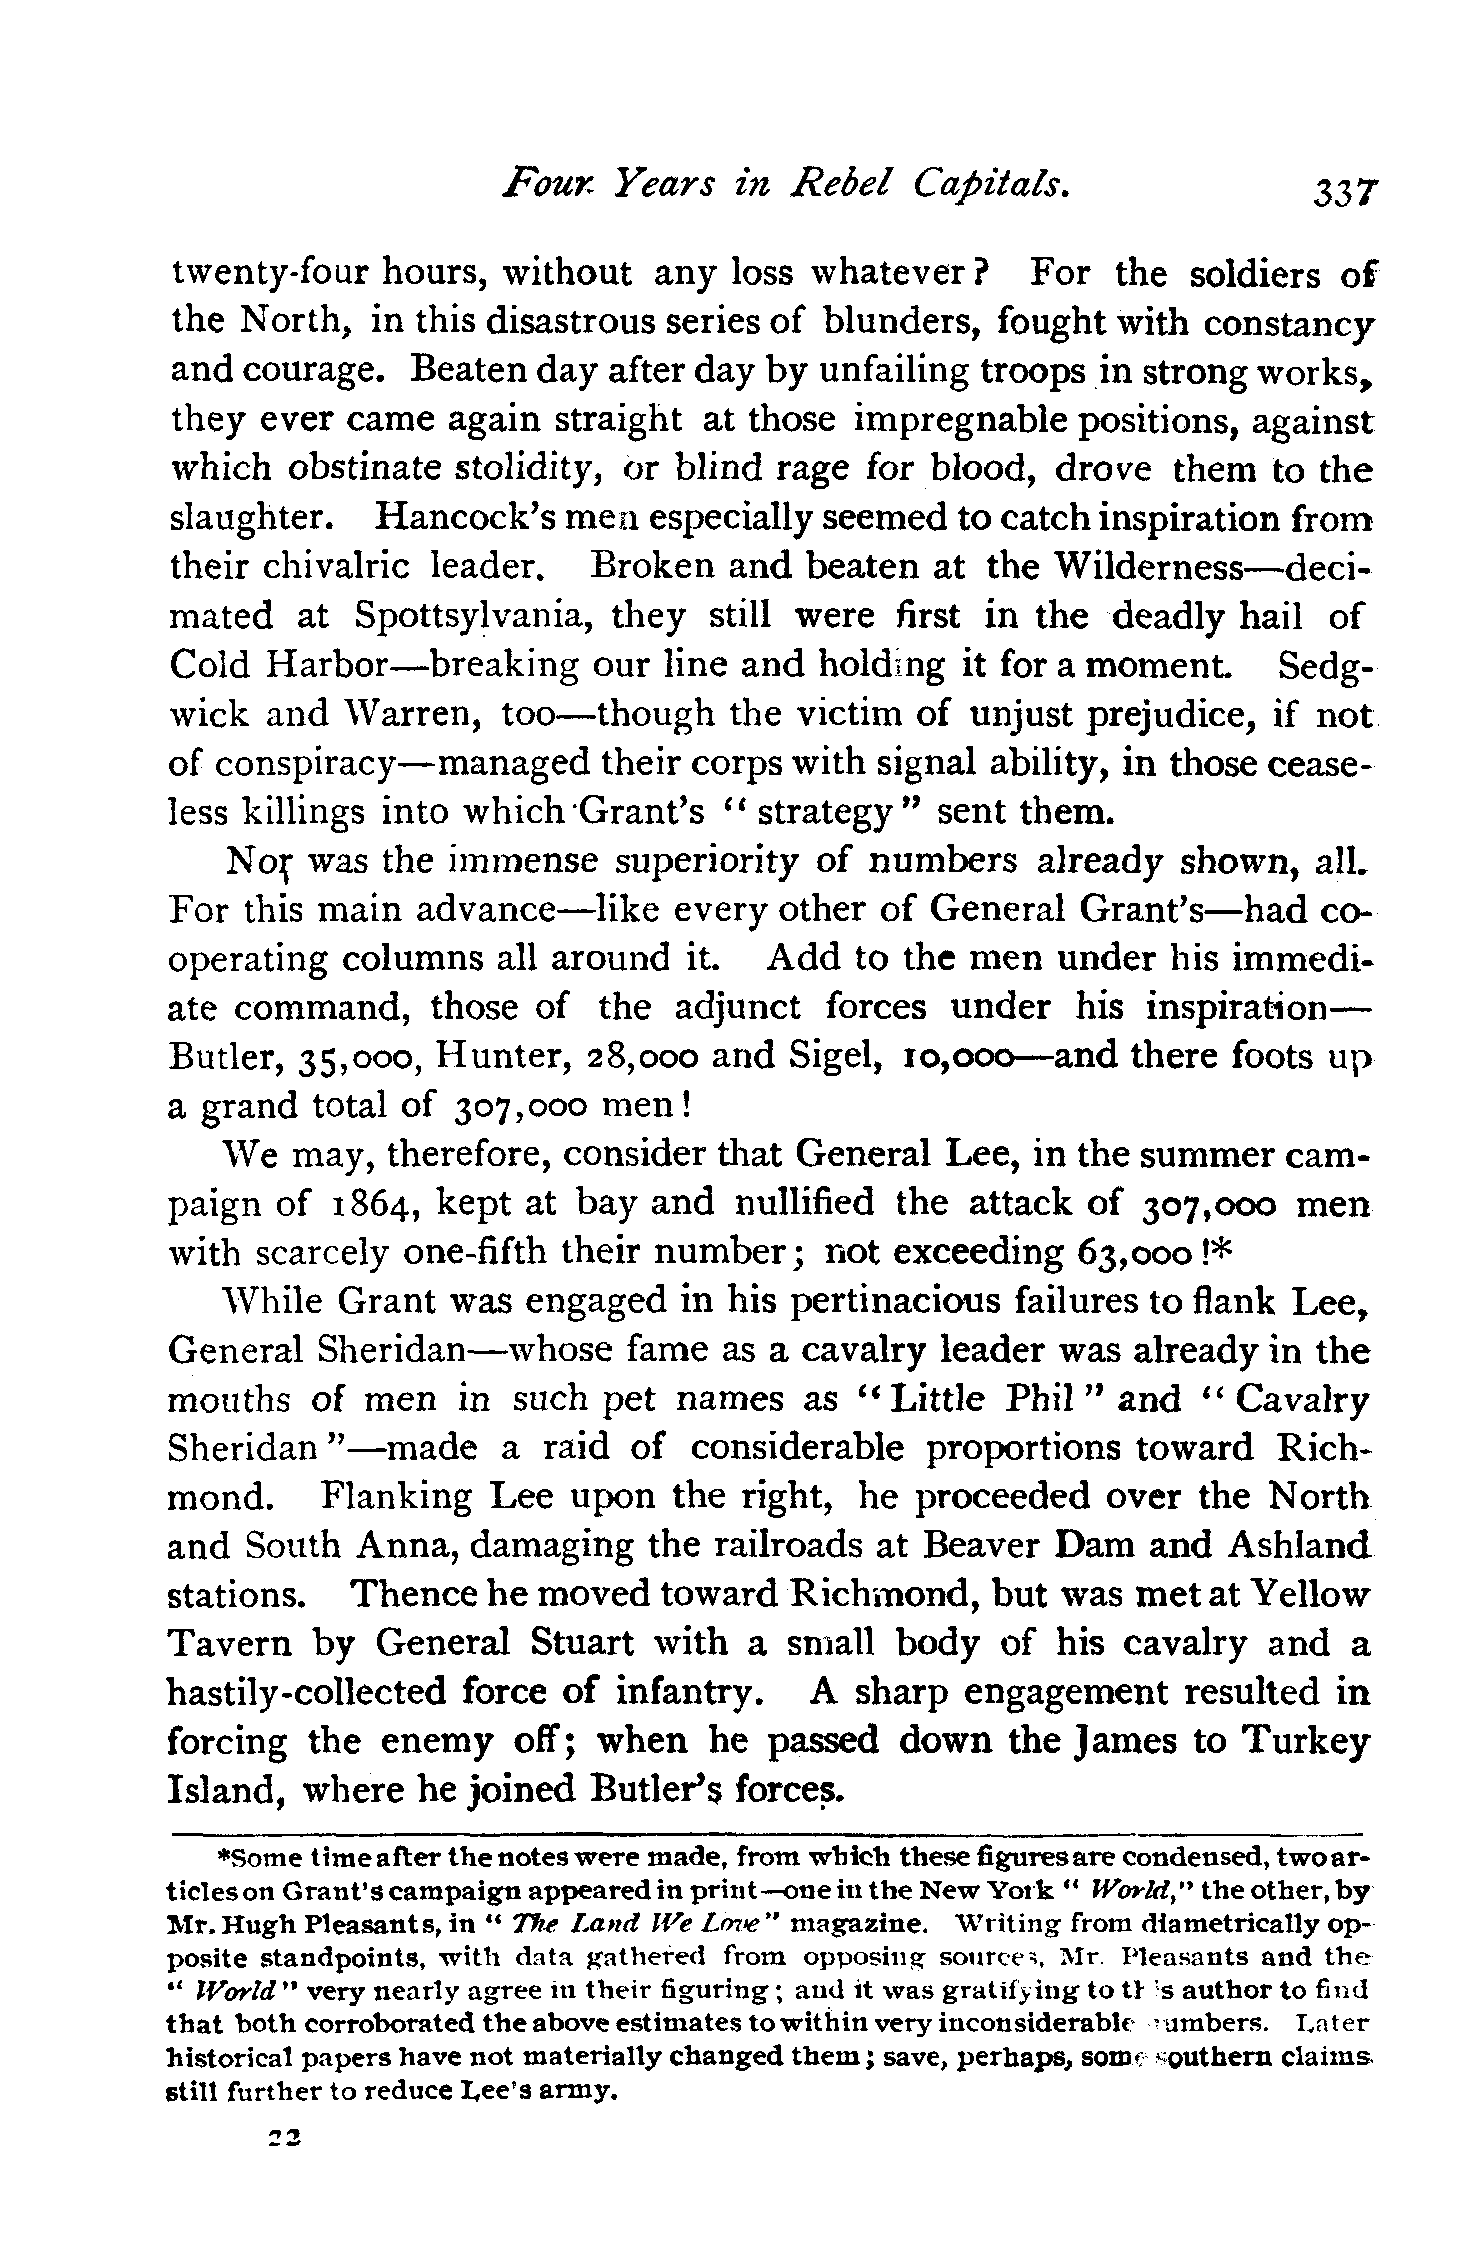 Four Years in Rebel Capitals. 337
twenty-four hours, without any loss whatever? For the soldiers of
the North, in this disastrous series of blunders, fought with constancy
and courage. Beaten day after day by unfailing troops in strong works,
they ever came again straight at those impregnable positions, against
which obstinate stolidity, or blind rage for blood, drove them to the
slaughter. Hancock's men especially seemed to catch inspiration from
their chivalric leader. Broken and beaten at the Wilderness—deci-
mated at Spottsylvania, they still were first in the deadly hail of
Cold Harbor—breaking our line and holding it for a moment. Sedg-
wick and Warren, too—though the victim of unjust prejudice, if not
of conspiracy—managed their corps with signal ability, in those cease-
less killings into which Grant's "strategy" sent them.
Nor was the immense superiority of numbers already shown, all.
For this main advance—like every other of General Grant's—had co-
operating columns all around it. Add to the men under his immedi-
ate command, those of the adjunct forces under his inspiration—
Butler, 35,000, Hunter, 28,000 and Sigel, 10,000—and there foots up
a grand total of 307,000 men!
We may, therefore, consider that General Lee, in the summer cam-
paign of 1864, kept at bay and nullified the attack of 307,000 men
with scarcely one-fifth their number; not exceeding 63,000!*
While Grant was engaged in his pertinacious failures to flank Lee,
General Sheridan—whose fame as a cavalry leader was already in the
mouths of men in such pet names as "Little Phil" and "Cavalry
Sheridan"—made a raid of considerable proportions toward Rich-
mond. Flanking Lee upon the right, he proceeded over the North
and South Anna, damaging the railroads at Beaver Dam and Ashland
stations. Thence he moved toward Richmond, but was met at Yellow
Tavern by General Stuart with a small body of his cavalry and a
hastily-collected force of infantry. A sharp engagement resulted in
forcing the enemy off; when he passed down the James to Turkey
Island, where he joined Butler's forces.
*Some time after the notes were made, from which these figures are condensed, two ar-
ticles on Grant's campaign appeared in print—one in the New York "World," the other, by
Mr. Hugh Pleasants, in "The Land We Love" magazine. Writing from diametrically op-
posite standpoints, with data gathered from opposing sources, Mr. Pleasants and the
"World" very nearly agree in their figuring; and it was gratifying to this author to find
that both corroborated the above estimates to within very inconsiderable numbers. Later
historical papers have not materially changed them; save, perhaps, some southern claims
still further to reduce Lee's army.
22